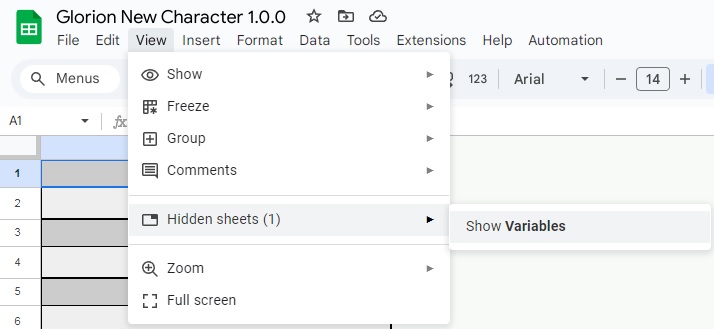 Glorion New Character 1.0.0
File Edit View Insert Format Data Tools Extensions Help Automation
Menus 123 Arial 14
A1 fx
Show
Freeze
Group
Comments
Hidden sheets (1)
Show Variables
Zoom
Full screen
1
2
3
4
5
6